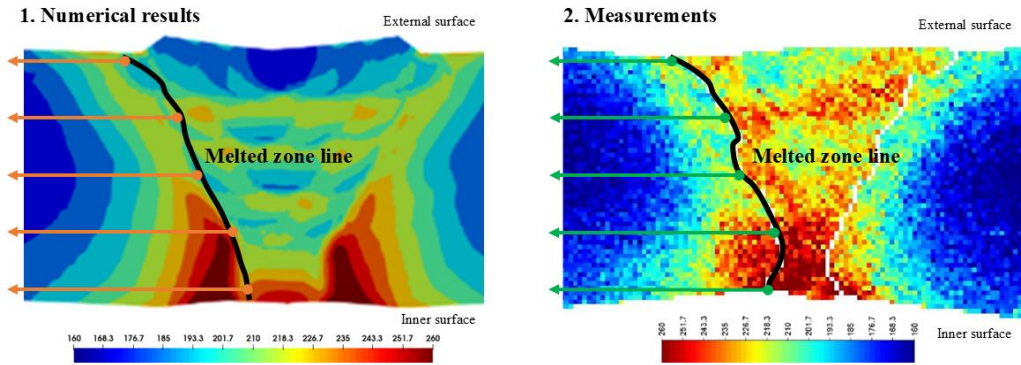 1. Numerical results
External surface
Melted zone line
Inner surface
160 168.3 176.7 185 193.3 201.7 210 218.3 226.7 235 243.3 251.7 260
2. Measurements
External surface
Melted zone line
Inner surface
260 251.7 243.3 235 226.7 218.3 210 201.7 193.3 185 176.7 168.3 160